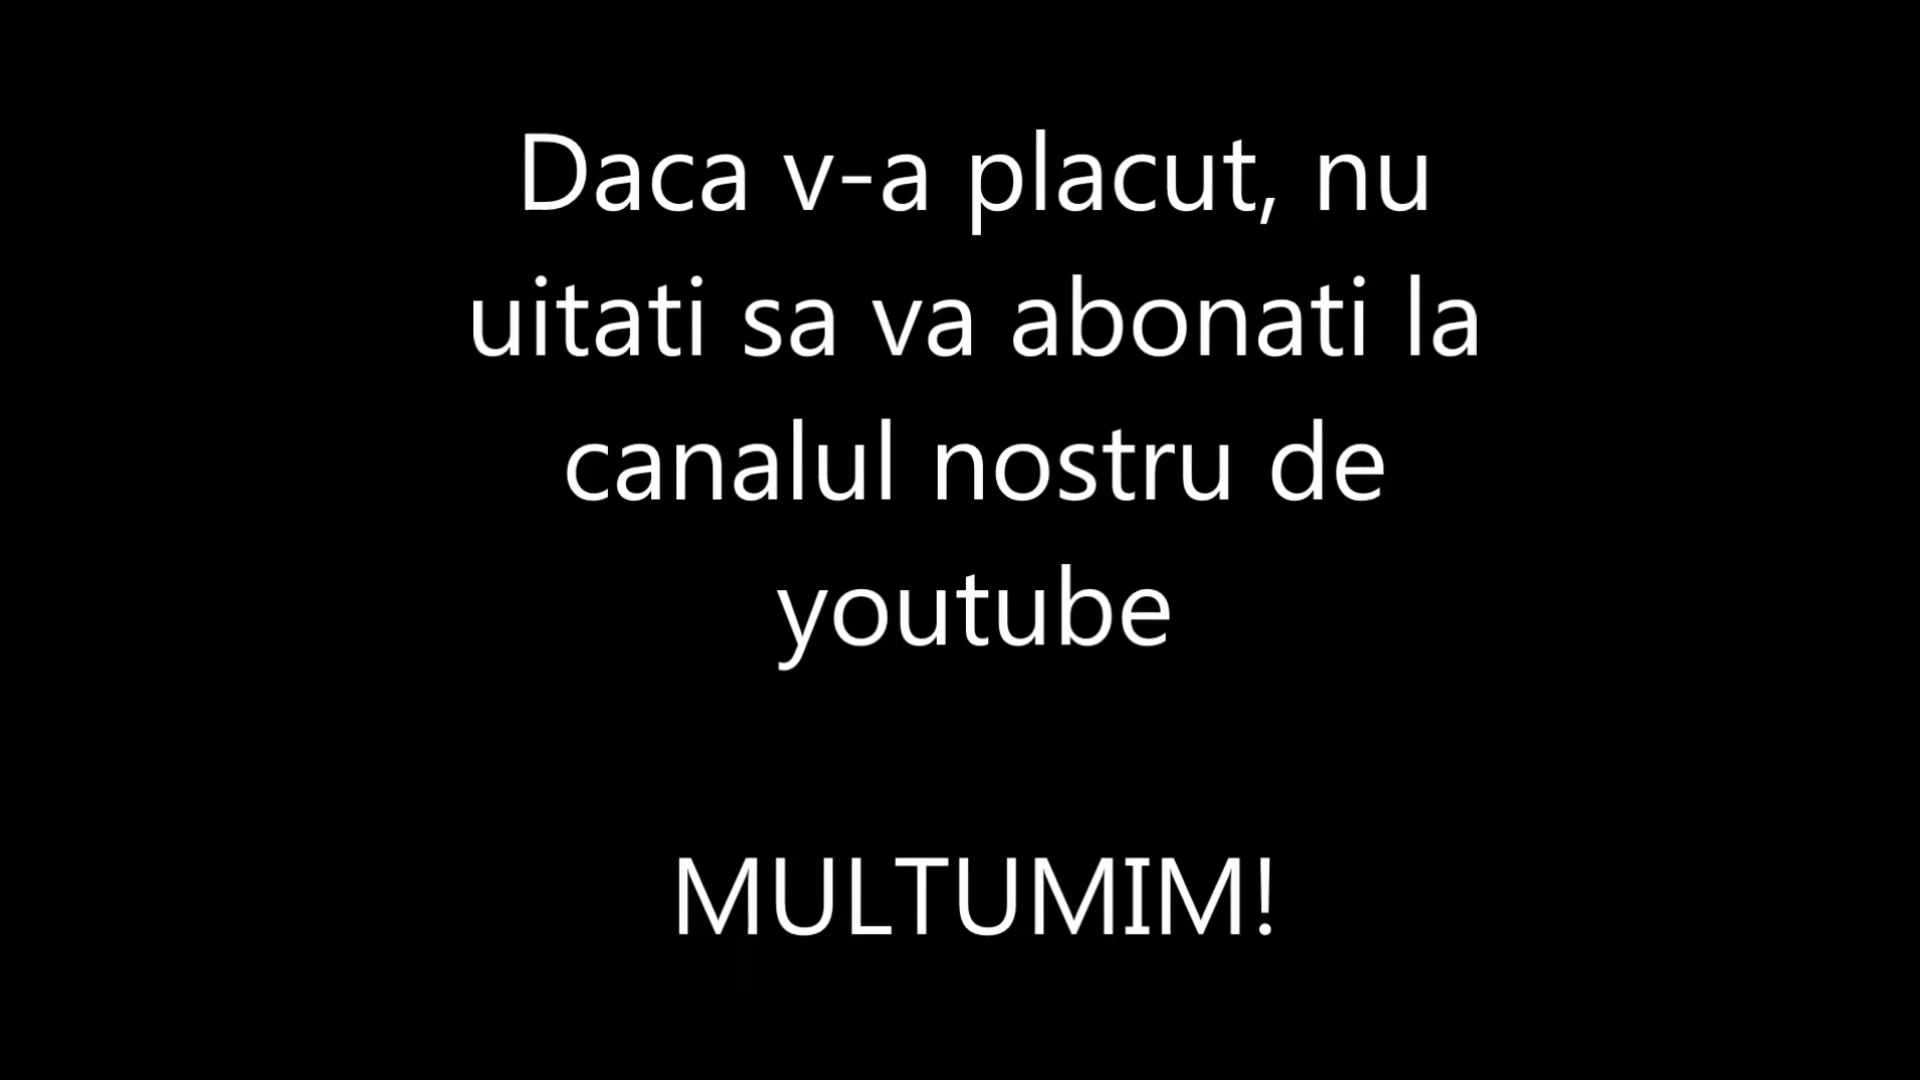 Daca v-a placut, nu
uitati sa va abonati la
canalul nostru de
youtube
MULTUMIM!